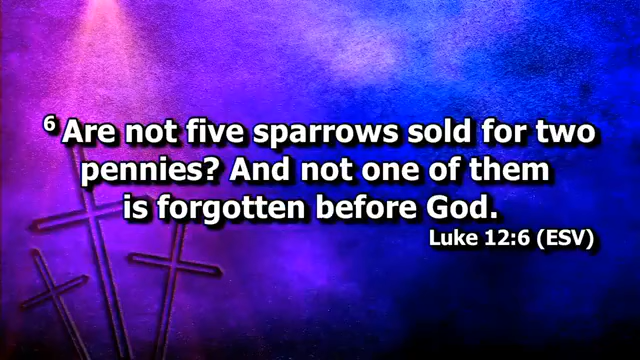 6 Are not five sparrows sold for two
pennies? And not one of them
is forgotten before God.
Luke 12:6 (ESV)